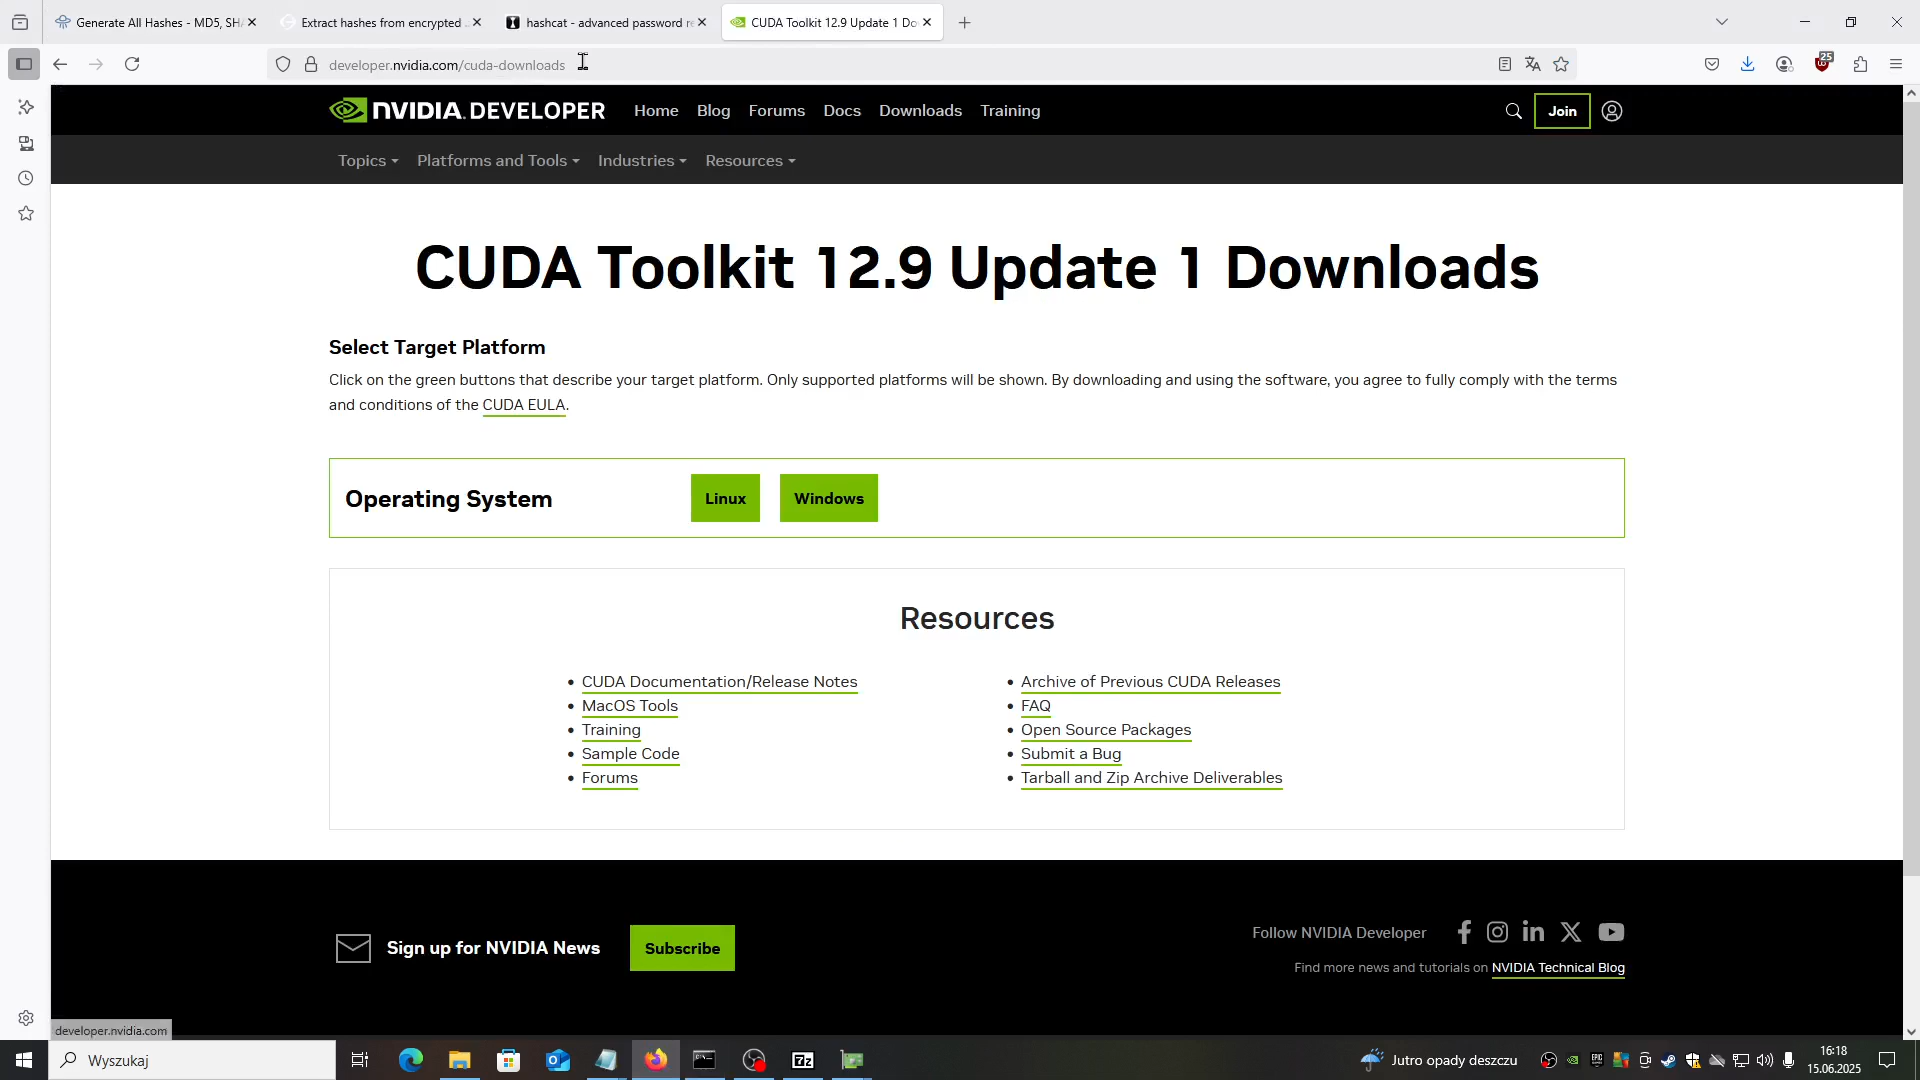 Generate All Hashes - MD5, SHA
Extract hashes from encrypted
hashcat - advanced password r
CUDA Toolkit 12.9 Update 1 Do
developer.nvidia.com/cuda-downloads
25
NVIDIA. DEVELOPER
Home
Blog
Forums
Docs
Downloads
Training
Join
Topics
Platforms and Tools
Industries
Resources
CUDA Toolkit 12.9 Update 1 Downloads
Select Target Platform
Click on the green buttons that describe your target platform. Only supported platforms will be shown. By downloading and using the software, you agree to fully comply with the terms
and conditions of the CUDA EULA.
Operating System
Linux
Windows
Resources
CUDA Documentation/Release Notes
MacOS Tools
Training
Sample Code
Forums
Archive of Previous CUDA Releases
FAQ
Open Source Packages
Submit a Bug
Tarball and Zip Archive Deliverables
Sign up for NVIDIA News
Subscribe
Follow NVIDIA Developer
Find more news and tutorials on NVIDIA Technical Blog
developer.nvidia.com
Wyszukaj
7z
Jutro opady deszczu
EPIC
16:18
15.06.2025